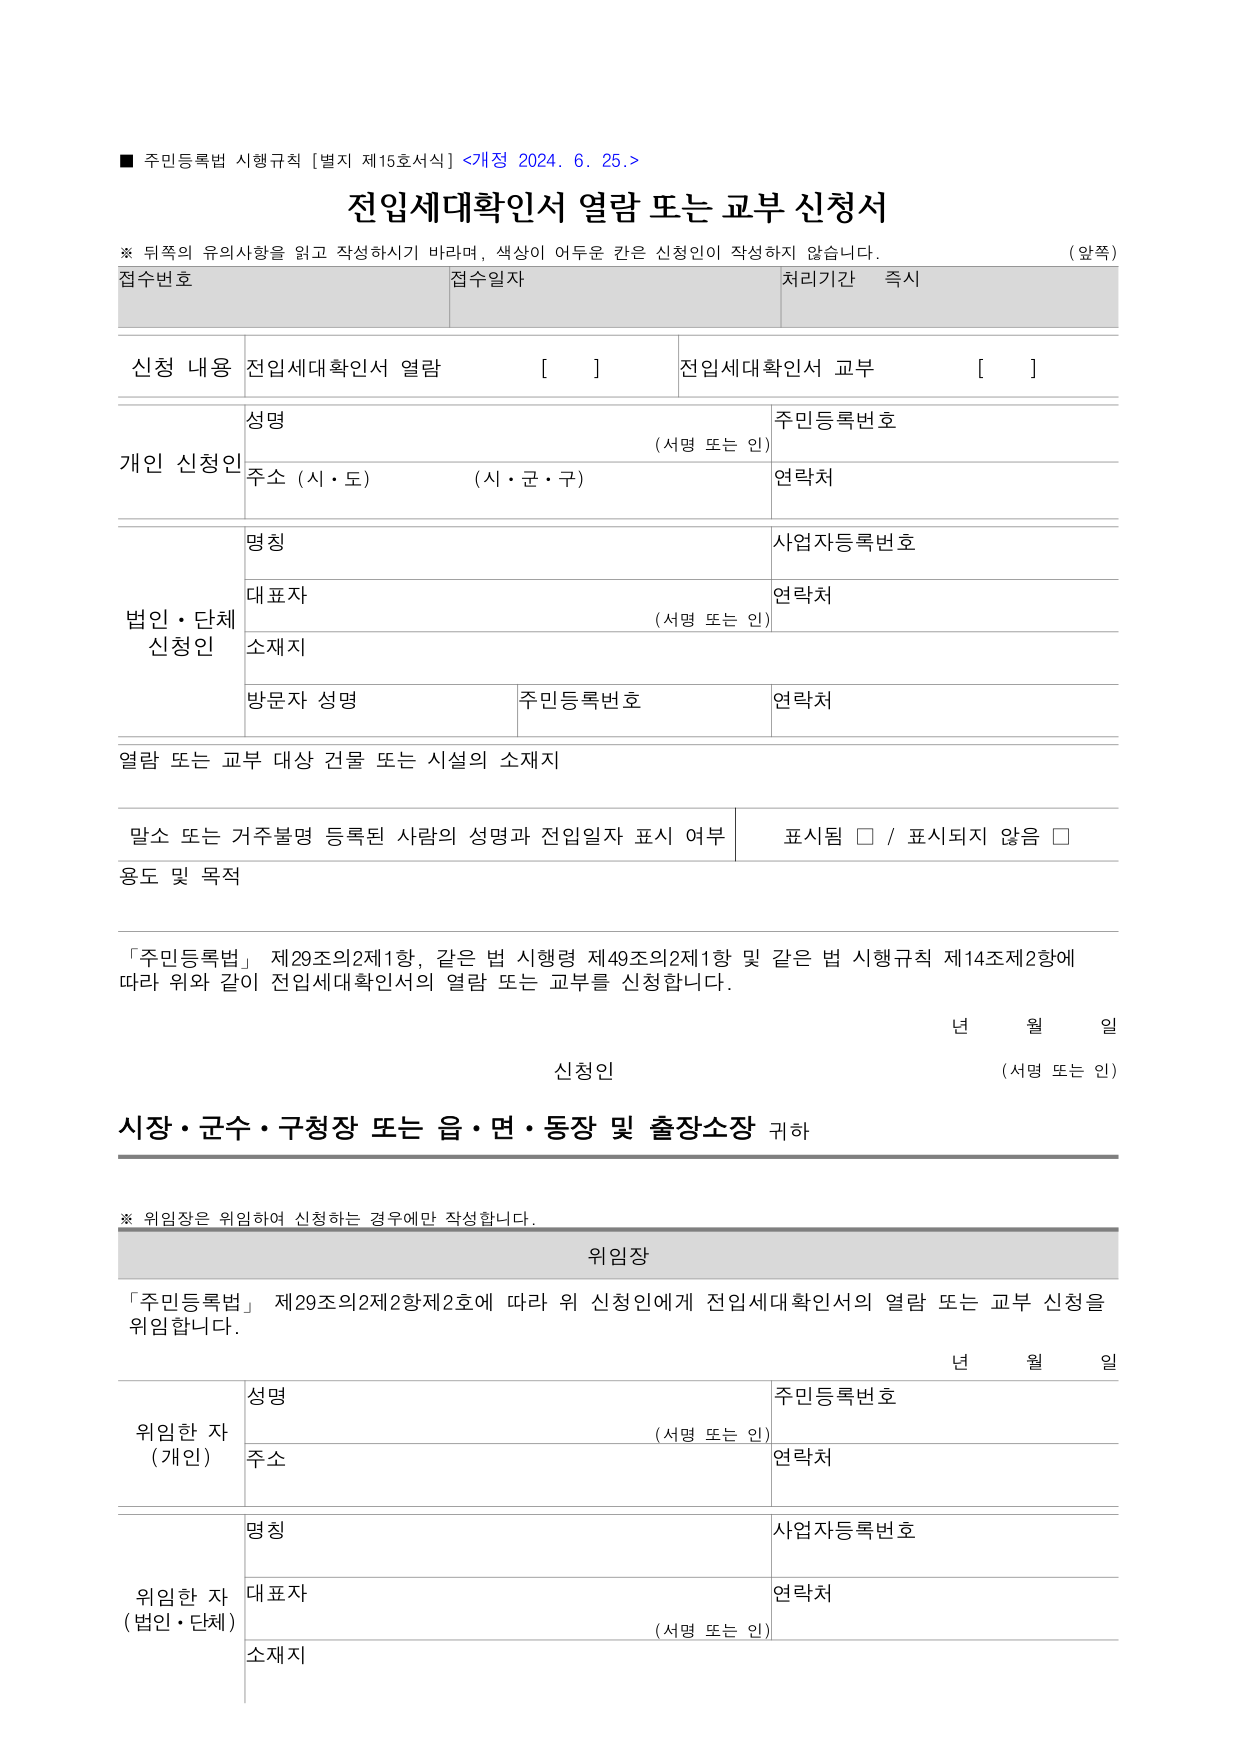 ■ 주민등록법 시행규칙 [별지 제15호서식] <개정 2024. 6. 25.>
전입세대확인서 열람 또는 교부 신청서
※ 뒤쪽의 유의사항을 읽고 작성하시기 바라며, 색상이 어두운 칸은 신청인이 작성하지 않습니다. (앞쪽)
접수번호 접수일자 처리기간 즉시
신청 내용 전입세대확인서 열람 [ ] 전입세대확인서 교부 [ ]
개인 신청인
성명 (서명 또는 인) 주민등록번호
주소 (시・도) (시・군・구) 연락처
법인・단체
신청인
명칭 사업자등록번호
대표자 (서명 또는 인) 연락처
소재지
방문자 성명 주민등록번호 연락처
열람 또는 교부 대상 건물 또는 시설의 소재지
말소 또는 거주불명 등록된 사람의 성명과 전입일자 표시 여부 표시됨 □ / 표시되지 않음 □
용도 및 목적
「주민등록법」 제29조의2제1항, 같은 법 시행령 제49조의2제1항 및 같은 법 시행규칙 제14조제2항에
따라 위와 같이 전입세대확인서의 열람 또는 교부를 신청합니다.
년 월 일
신청인 (서명 또는 인)
시장・군수・구청장 또는 읍・면・동장 및 출장소장 귀하
※ 위임장은 위임하여 신청하는 경우에만 작성합니다.
위임장
「주민등록법」 제29조의2제2항제2호에 따라 위 신청인에게 전입세대확인서의 열람 또는 교부 신청을
위임합니다.
년 월 일
위임한 자
(개인)
성명 (서명 또는 인) 주민등록번호
주소 연락처
위임한 자
(법인・단체)
명칭 사업자등록번호
대표자 (서명 또는 인) 연락처
소재지